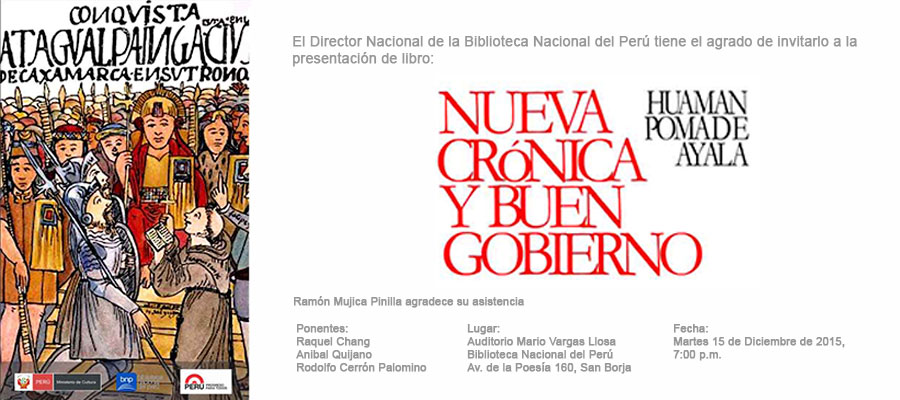 CONQVISTA
ATAGVALPAINGA
DECAXAMARCA·ENSVTRONO
El Director Nacional de la Biblioteca Nacional del Perú tiene el agrado de invitarlo a la
presentación de libro:
NUEVA
CRÓNICA
Y BUEN
GOBIERNO
HUAMAN
POMA DE
AYALA
Ramón Mujica Pinilla agradece su asistencia
Ponentes:
Raquel Chang
Anibal Quijano
Rodolfo Cerrón Palomino
Lugar:
Auditorio Mario Vargas Llosa
Biblioteca Nacional del Perú
Av. de la Poesía 160, San Borja
Fecha:
Martes 15 de Diciembre de 2015,
7:00 p.m.
PERÚ
Ministerio de Cultura
bnp
PERÚ